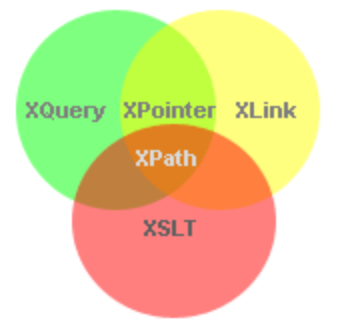 XQuery XPointer XLink
XPath
XSLT